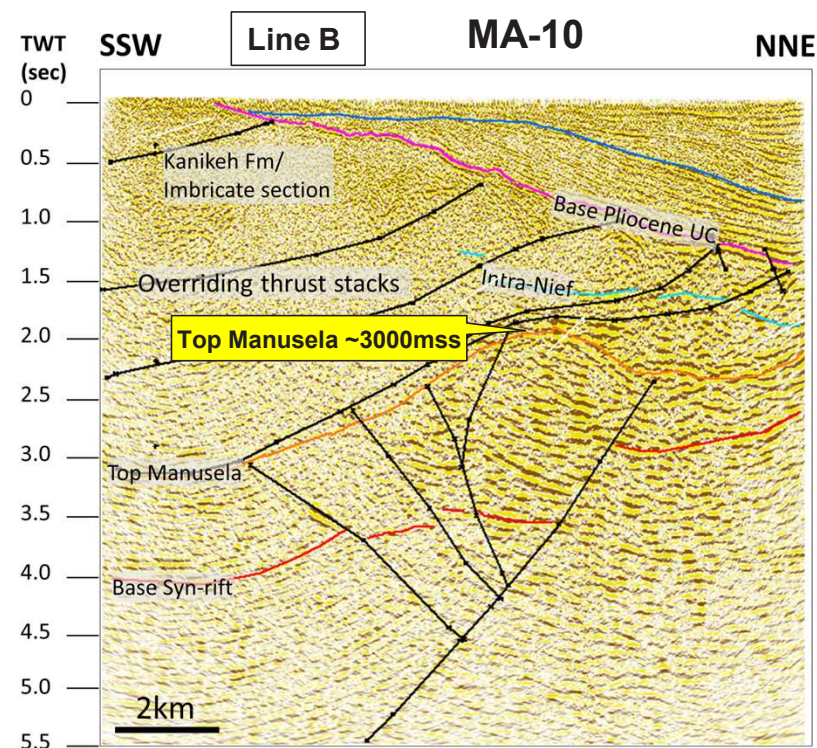 TWT
(sec)
SSW
Line B
MA-10
NNE
0
0.5
Kanikeh Fm/
Imbricate section
1.0
Base Pliocene UC
1.5
Overriding thrust stacks
Intra-Nief
2.0
Top Manusela ~3000mss
2.5
3.0
Top Manusela
3.5
4.0
Base Syn-rift
4.5
5.0
2km
5.5